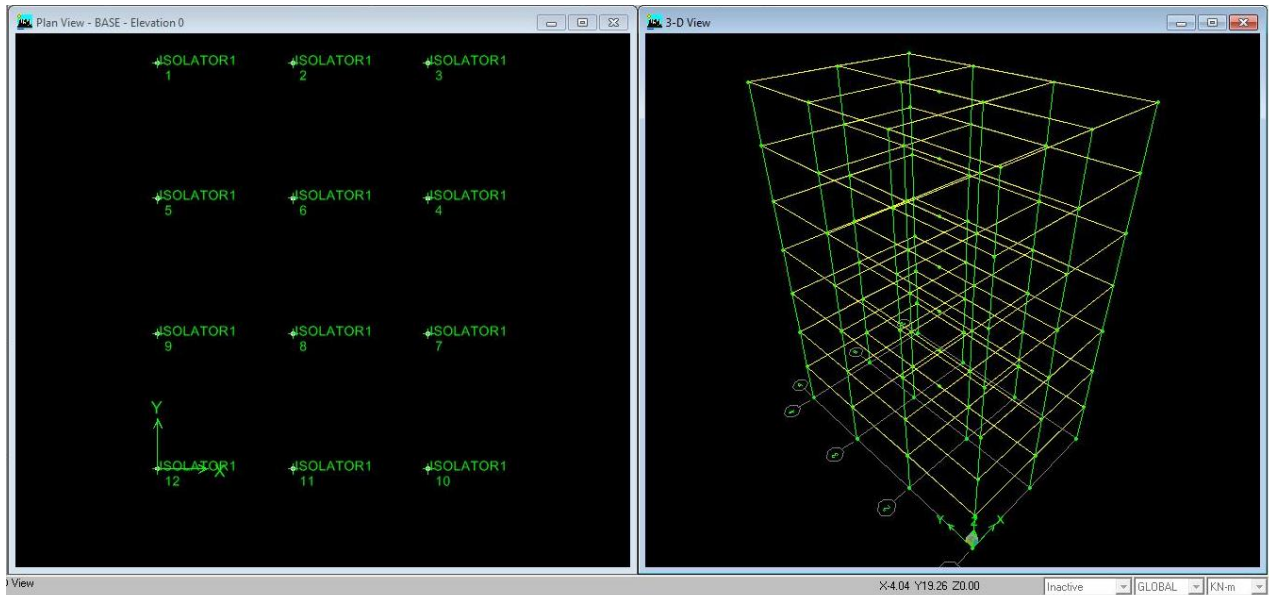 Plan View - BASE - Elevation 0
ISOLATOR1 ISOLATOR1 ISOLATOR1
1 2 3
ISOLATOR1 ISOLATOR1 ISOLATOR1
5 6 4
ISOLATOR1 ISOLATOR1 ISOLATOR1
9 8 7
Y
ISOLATOR1 X ISOLATOR1 ISOLATOR1
12 11 10
3-D View
Y Z X
View
X-4.04 Y19.26 Z0.00
Inactive
GLOBAL
KN-m